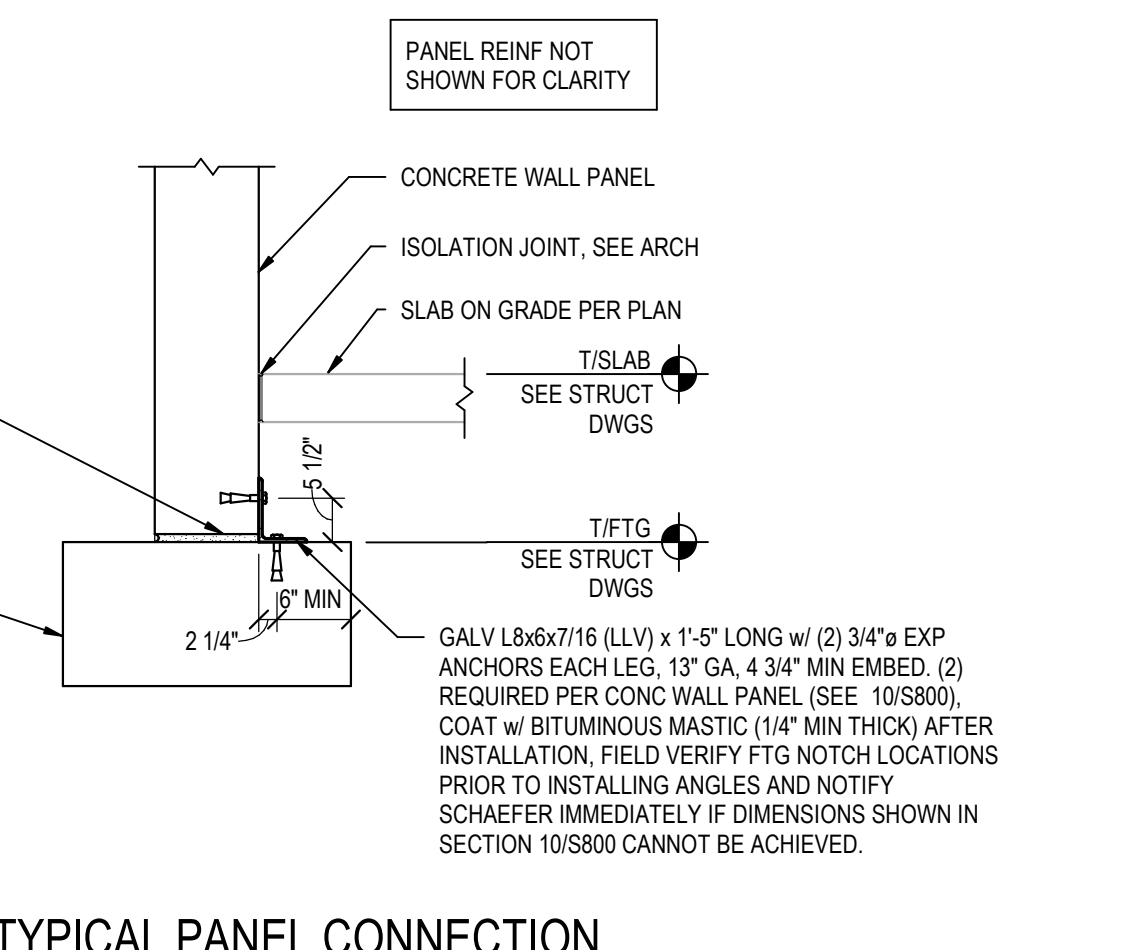 PANEL REINF NOT
SHOWN FOR CLARITY
CONCRETE WALL PANEL
ISOLATION JOINT, SEE ARCH
SLAB ON GRADE PER PLAN
T/SLAB
SEE STRUCT
DWGS
5 1/2"
T/FTG
SEE STRUCT
DWGS
6" MIN
2 1/4"
GALV L8x6x7/16 (LLV) x 1'-5" LONG w/ (2) 3/4"ø EXP
ANCHORS EACH LEG, 13" GA, 4 3/4" MIN EMBED. (2)
REQUIRED PER CONC WALL PANEL (SEE 10/S800),
COAT w/ BITUMINOUS MASTIC (1/4" MIN THICK) AFTER
INSTALLATION, FIELD VERIFY FTG NOTCH LOCATIONS
PRIOR TO INSTALLING ANGLES AND NOTIFY
SCHAEFER IMMEDIATELY IF DIMENSIONS SHOWN IN
SECTION 10/S800 CANNOT BE ACHIEVED.
TYPICAL PANEL CONNECTION